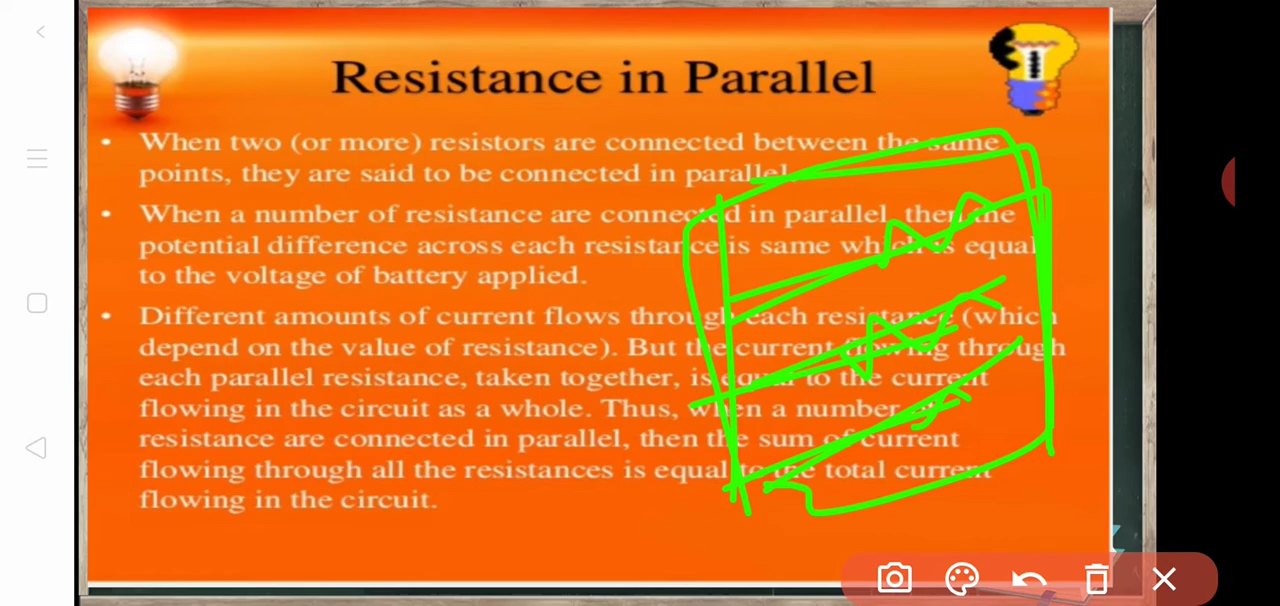 Resistance in Parallel
• When two (or more) resistors are connected between the same
points, they are said to be connected in parallel.
• When a number of resistance are connected in parallel, then the
potential difference across each resistance is same which is equal
to the voltage of battery applied.
• Different amounts of current flows through each resistance (which
depend on the value of resistance). But the current flowing through
each parallel resistance, taken together, is equal to the current
flowing in the circuit as a whole. Thus, when a number of
resistance are connected in parallel, then the sum of current
flowing through all the resistances is equal to the total current
flowing in the circuit.